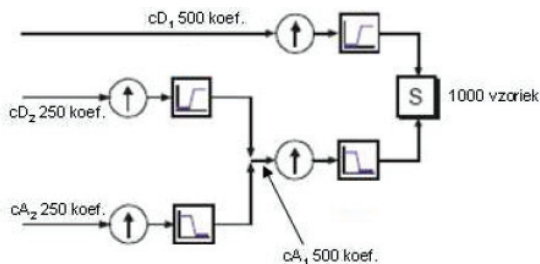 cD₁ 500 koef.
cD₂ 250 koef.
S
1000 vzoriek
cA₂ 250 koef.
cA₁ 500 koef.